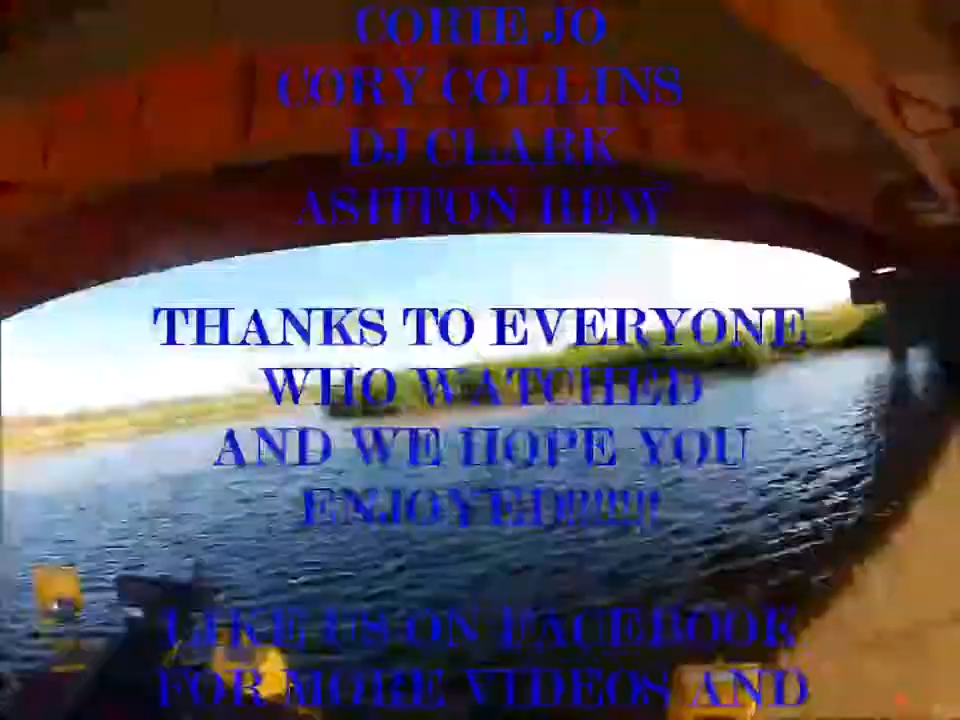 CORIE JO
CORY COLLINS
DJ CLARK
ASHTON REW
THANKS TO EVERYONE
WHO WATCHED
AND WE HOPE YOU
ENJOYED!!!!!!
LIKE US ON FACEBOOK
FOR MORE VIDEOS AND